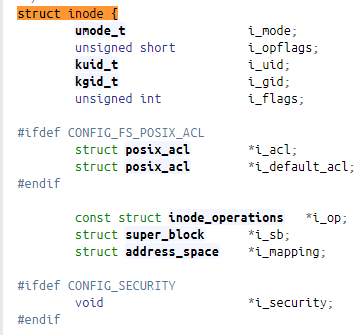 struct inode {
umode_t i_mode;
unsigned short i_opflags;
kuid_t i_uid;
kgid_t i_gid;
unsigned int i_flags;
#ifdef CONFIG_FS_POSIX_ACL
struct posix_acl *i_acl;
struct posix_acl *i_default_acl;
#endif
const struct inode_operations *i_op;
struct super_block *i_sb;
struct address_space *i_mapping;
#ifdef CONFIG_SECURITY
void *i_security;
#endif